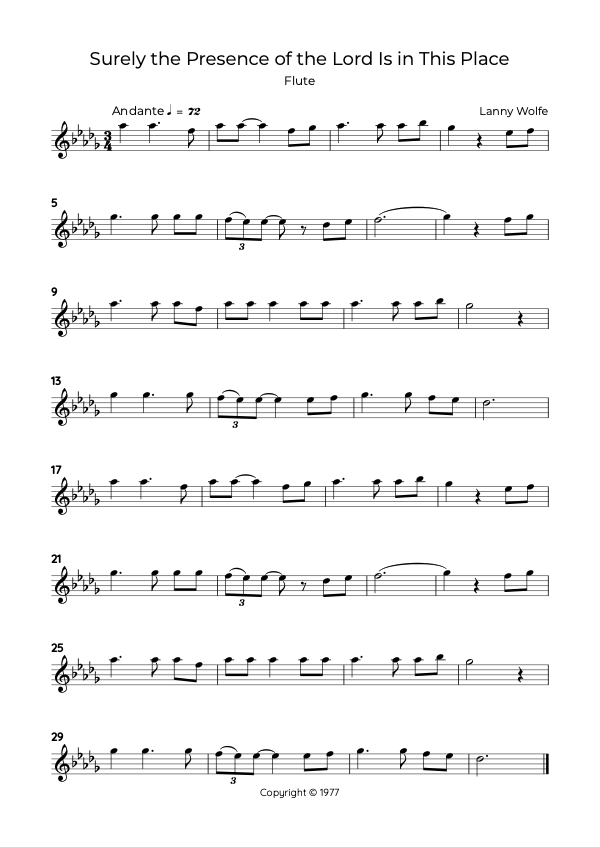 Surely the Presence of the Lord Is in This Place
Flute
Andante ♩ = 72
Lanny Wolfe
3
4
5
3
9
13
3
17
21
3
25
29
3
Copyright © 1977